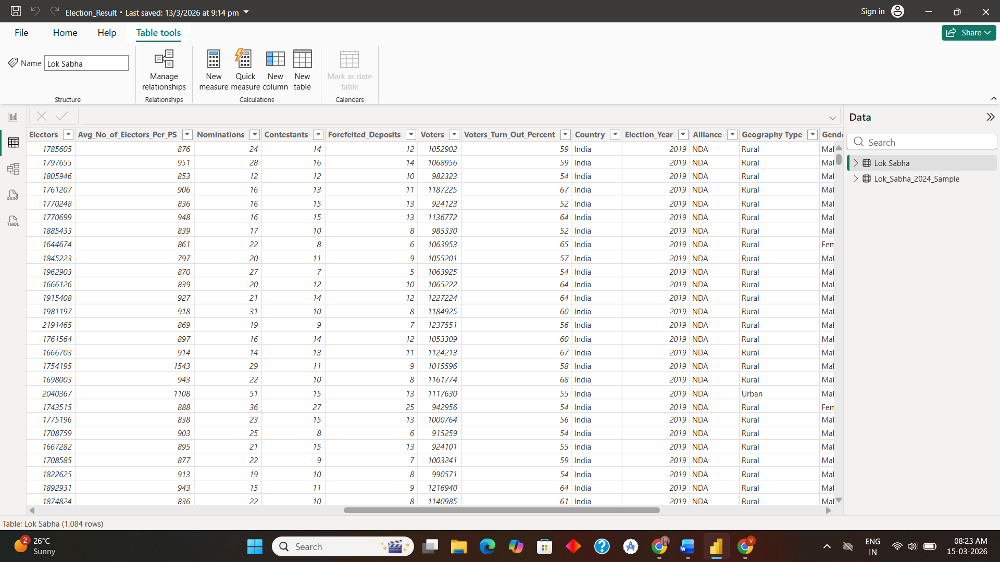 Election_Result • Last saved: 13/3/2026 at 9:14 pm
Sign in
File Home Help Table tools
Share
Name Lok Sabha
Manage relationships
New measure
Quick measure
New column
New table
Mark as date table
Structure Relationships Calculations Calendars
Electors Avg_No_of_Electors_Per_PS Nominations Contestants Forefeited_Deposits Voters Voters_Turn_Out_Percent Country Election_Year Alliance Geography Type Gende
1785605 876 24 14 12 1052902 59 India 2019 NDA Rural Mal
1797655 951 28 16 14 1068956 59 India 2019 NDA Rural Mal
1805946 853 12 12 10 982323 54 India 2019 NDA Rural Mal
1761207 906 16 13 11 1187225 67 India 2019 NDA Rural Mal
1770248 836 16 15 13 924123 52 India 2019 NDA Rural Mal
1770699 948 16 15 13 1136772 64 India 2019 NDA Rural Mal
1885433 839 17 10 8 985330 52 India 2019 NDA Rural Mal
1644674 861 22 8 6 1063953 65 India 2019 NDA Rural Fem
1845223 797 20 11 9 1055201 57 India 2019 NDA Rural Mal
1962903 870 27 7 5 1063925 54 India 2019 NDA Rural Mal
1666126 839 20 12 10 1065222 64 India 2019 NDA Rural Mal
1915408 927 21 14 12 1227224 64 India 2019 NDA Rural Mal
1981197 918 31 10 8 1184925 60 India 2019 NDA Rural Mal
2191465 869 19 9 7 1237551 56 India 2019 NDA Rural Mal
1761564 897 16 14 12 1053309 60 India 2019 NDA Rural Mal
1666703 914 14 13 11 1124213 67 India 2019 NDA Rural Mal
1754195 1543 29 11 9 1015596 58 India 2019 NDA Rural Mal
1698003 943 22 10 8 1161774 68 India 2019 NDA Rural Mal
2040367 1108 51 15 13 1117630 55 India 2019 NDA Urban Mal
1743515 888 36 27 25 942956 54 India 2019 NDA Rural Fem
1775196 838 23 15 13 1000764 56 India 2019 NDA Rural Mal
1708759 903 25 8 6 915259 54 India 2019 NDA Rural Mal
1667282 895 21 15 13 924101 55 India 2019 NDA Rural Mal
1708585 877 22 9 7 1003241 59 India 2019 NDA Rural Mal
1822625 913 19 10 8 990571 54 India 2019 NDA Rural Mal
1892931 943 15 11 9 1216940 64 India 2019 NDA Rural Mal
1874824 836 22 10 8 1140985 61 India 2019 NDA Rural Mal
Data
Search
Lok Sabha
Lok_Sabha_2024_Sample
DAX
TMDL
Table: Lok Sabha (1,084 rows)
2
26°C
Sunny
Search
W
V
ENG
IN
08:23 AM
15-03-2026